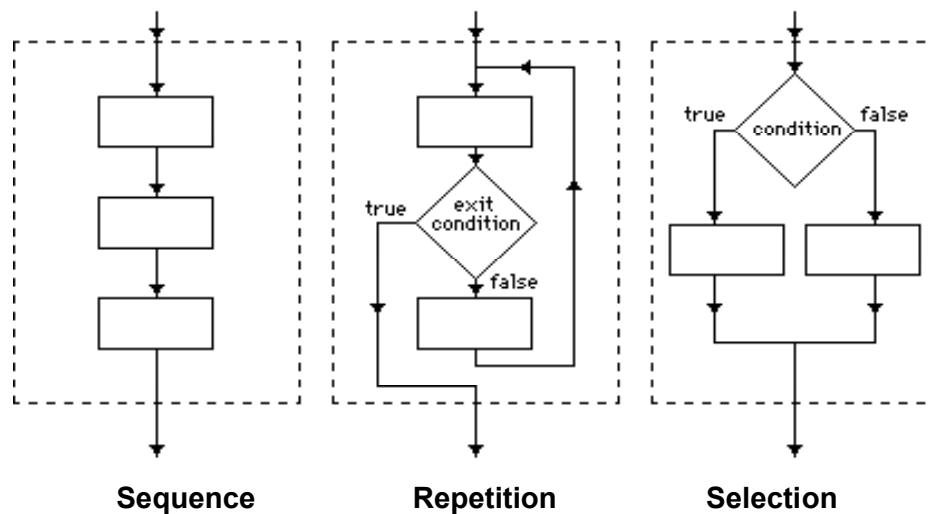 true
exit
condition
false
true
condition
false
Sequence
Repetition
Selection